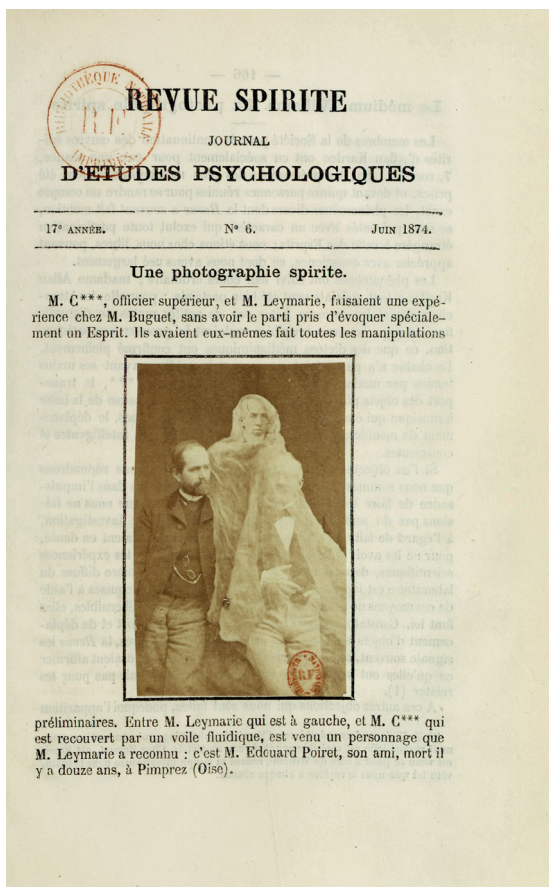 REVUE SPIRITE
JOURNAL
D'ETUDES PSYCHOLOGIQUES
17e ANNÉE. No 6. JUIN 1874.
Une photographie spirite.
M. C***, officier supérieur, et M. Leymarie, faisaient une expé-
rience chez M. Buguet, sans avoir le parti pris d'évoquer spéciale-
ment un Esprit. Ils avaient eux-mêmes fait toutes les manipulations
préliminaires. Entre M. Leymarie qui est à gauche, et M. C*** qui
est recouvert par un voile fluidique, est venu un personnage que
M. Leymarie a reconnu : c'est M. Edouard Poiret, son ami, mort il
y a douze ans, à Pimprez (Oise).